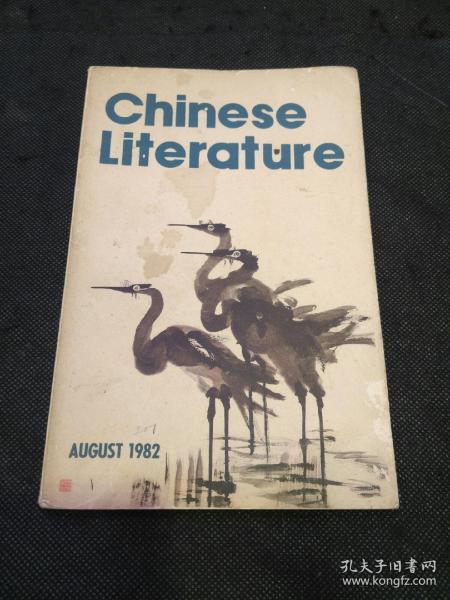 Chinese
Literature
AUGUST 1982
孔夫子旧书网
www.kongfz.com